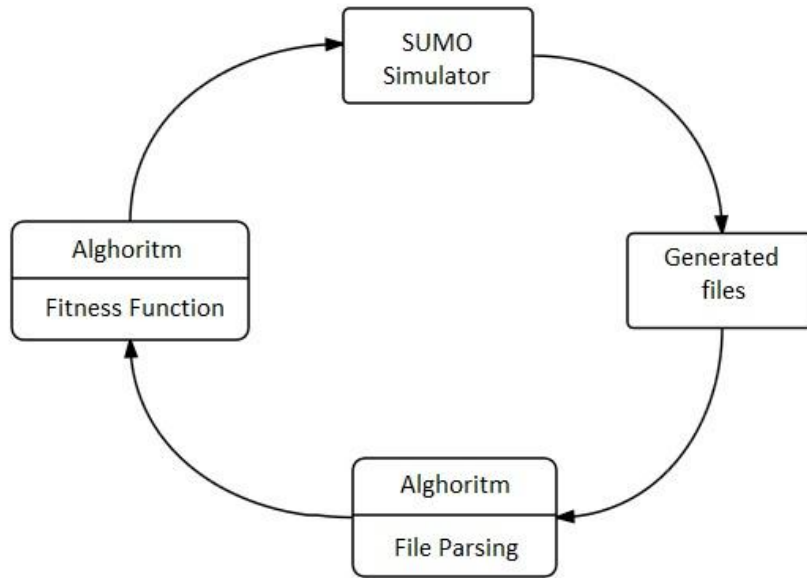 SUMO
Simulator
Generated
files
Alghoritm
File Parsing
Alghoritm
Fitness Function